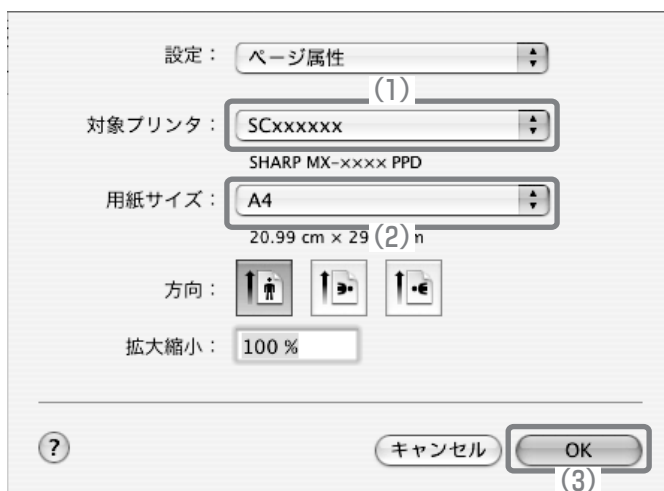 設定： ページ属性
(1)
対象プリンタ： SCxxxxxx
SHARP MX-xxxx PPD
用紙サイズ： A4
20.99 cm × 29 (2) m
方向：
拡大縮小： 100 %
? キャンセル OK
(3)